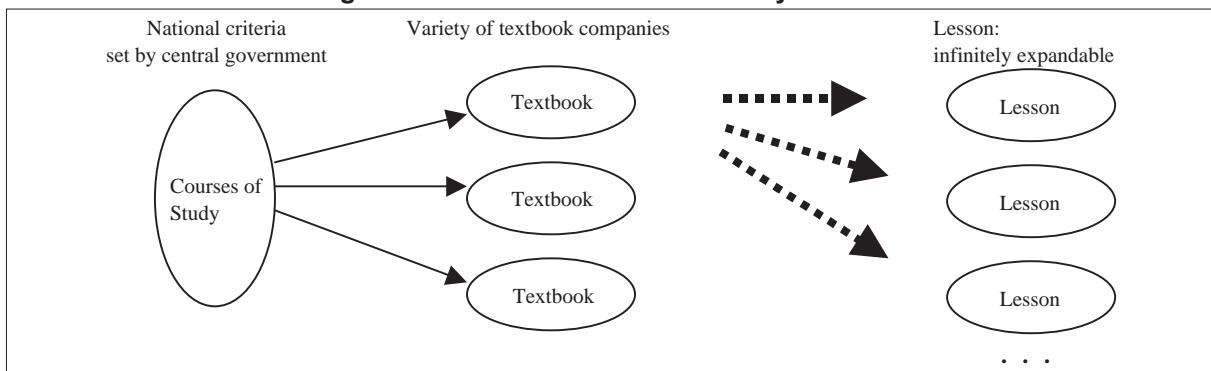 National criteria
set by central government
Variety of textbook companies
Lesson:
infinitely expandable
Courses of
Study
Textbook
Textbook
Textbook
Lesson
Lesson
Lesson
. . .